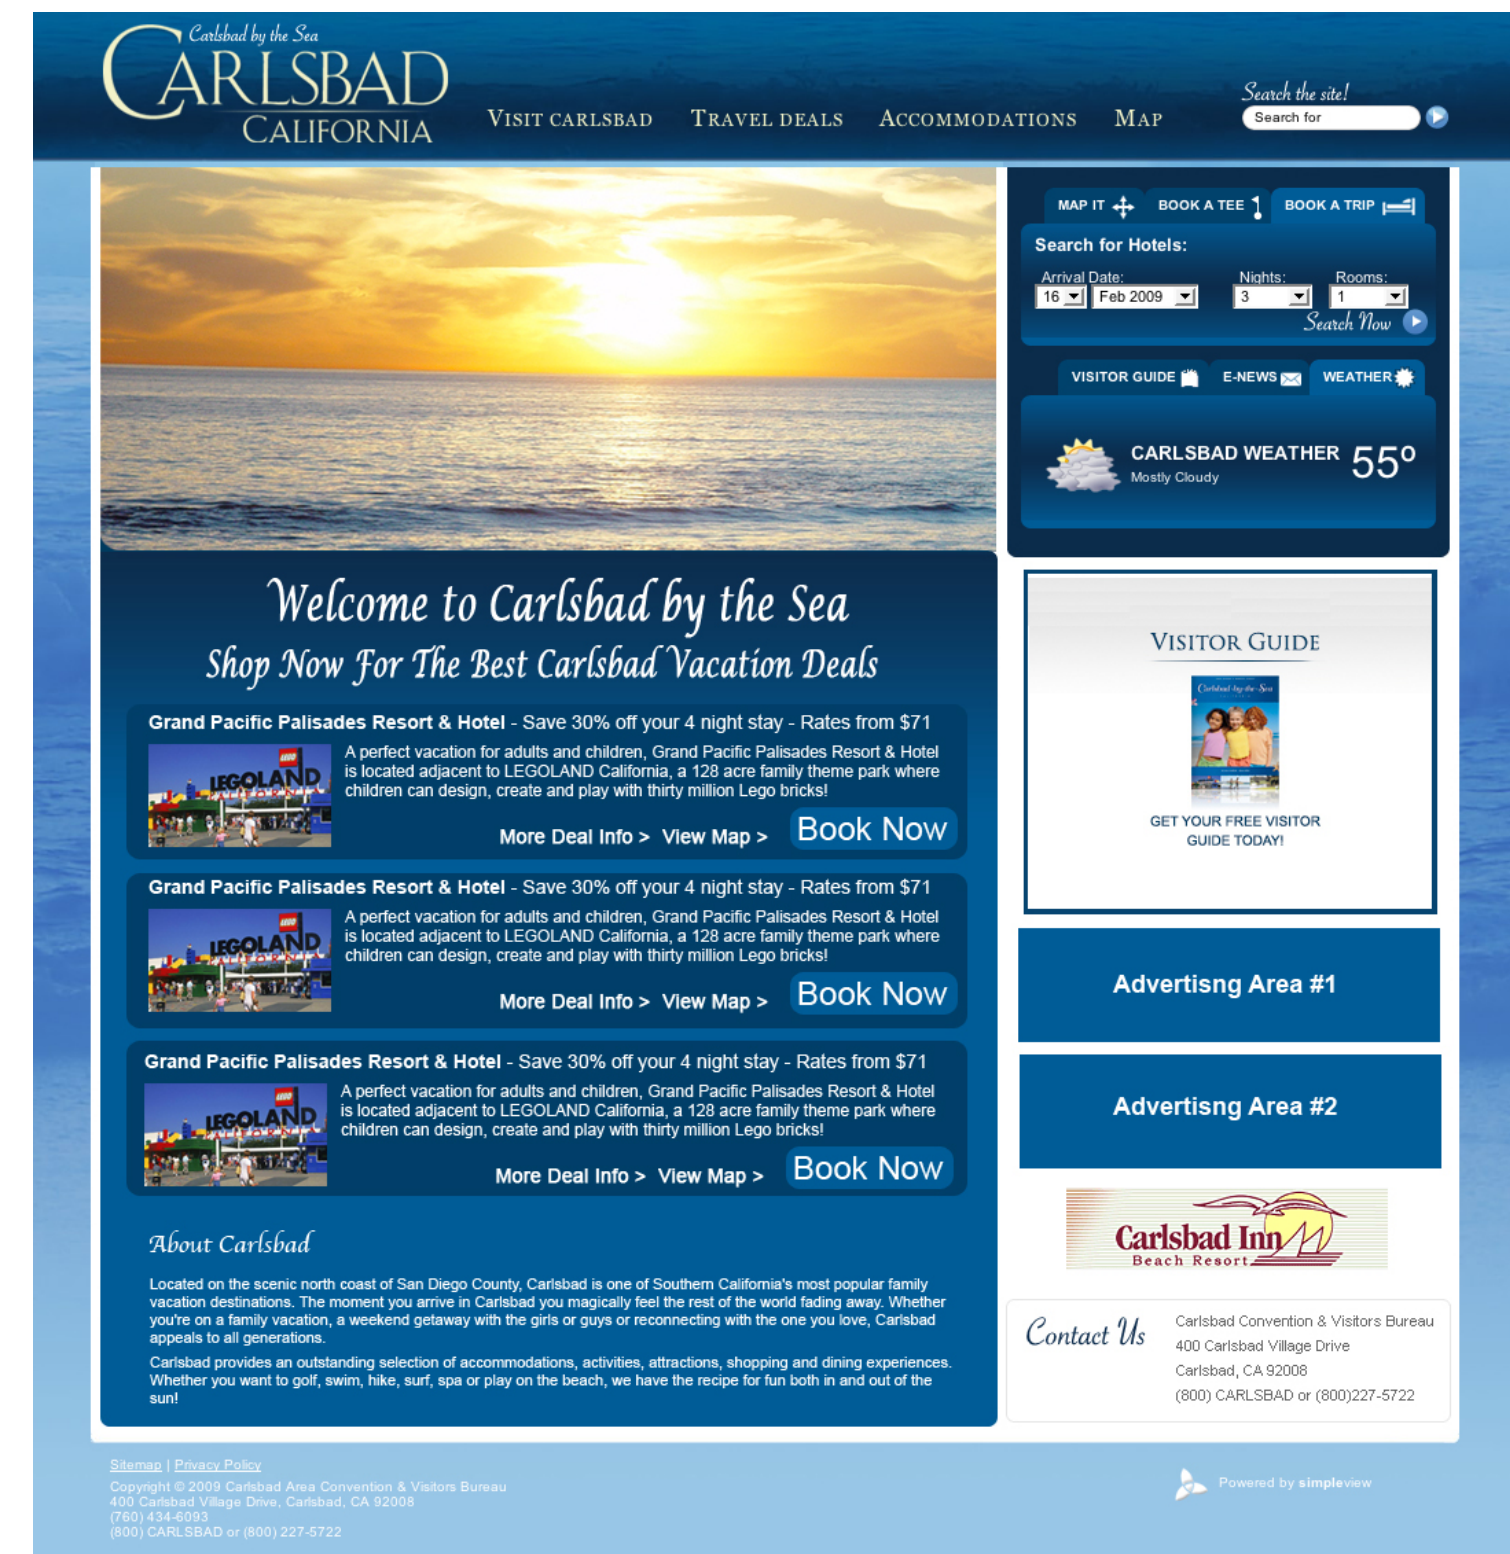 Carlsbad by the Sea
CARLSBAD
CALIFORNIA
VISIT CARLSBAD TRAVEL DEALS ACCOMMODATIONS MAP
Search the site!
Search for
MAP IT BOOK A TEE BOOK A TRIP
Search for Hotels:
Arrival Date: Nights: Rooms:
16 Feb 2009 3 1
Search Now
VISITOR GUIDE E-NEWS WEATHER
CARLSBAD WEATHER 55º
Mostly Cloudy
Welcome to Carlsbad by the Sea
Shop Now For The Best Carlsbad Vacation Deals
Grand Pacific Palisades Resort & Hotel - Save 30% off your 4 night stay - Rates from $71
LEGO
LEGOLAND
CALIFORNIA
A perfect vacation for adults and children, Grand Pacific Palisades Resort & Hotel
is located adjacent to LEGOLAND California, a 128 acre family theme park where
children can design, create and play with thirty million Lego bricks!
More Deal Info > View Map > Book Now
Grand Pacific Palisades Resort & Hotel - Save 30% off your 4 night stay - Rates from $71
LEGO
LEGOLAND
CALIFORNIA
A perfect vacation for adults and children, Grand Pacific Palisades Resort & Hotel
is located adjacent to LEGOLAND California, a 128 acre family theme park where
children can design, create and play with thirty million Lego bricks!
More Deal Info > View Map > Book Now
Grand Pacific Palisades Resort & Hotel - Save 30% off your 4 night stay - Rates from $71
LEGO
LEGOLAND
CALIFORNIA
A perfect vacation for adults and children, Grand Pacific Palisades Resort & Hotel
is located adjacent to LEGOLAND California, a 128 acre family theme park where
children can design, create and play with thirty million Lego bricks!
More Deal Info > View Map > Book Now
About Carlsbad
Located on the scenic north coast of San Diego County, Carlsbad is one of Southern California's most popular family
vacation destinations. The moment you arrive in Carlsbad you magically feel the rest of the world fading away. Whether
you're on a family vacation, a weekend getaway with the girls or guys or reconnecting with the one you love, Carlsbad
appeals to all generations.
Carlsbad provides an outstanding selection of accommodations, activities, attractions, shopping and dining experiences.
Whether you want to golf, swim, hike, surf, spa or play on the beach, we have the recipe for fun both in and out of the
sun!
VISITOR GUIDE
Carlsbad-by-the-Sea
GET YOUR FREE VISITOR
GUIDE TODAY!
Advertisng Area #1
Advertisng Area #2
Carlsbad Inn
Beach Resort
Contact Us
Carlsbad Convention & Visitors Bureau
400 Carlsbad Village Drive
Carlsbad, CA 92008
(800) CARLSBAD or (800)227-5722
Sitemap | Privacy Policy
Copyright © 2009 Carlsbad Area Convention & Visitors Bureau
400 Carlsbad Village Drive, Carlsbad, CA 92008
(760) 434-6093
(800) CARLSBAD or (800) 227-5722
Powered by simpleview